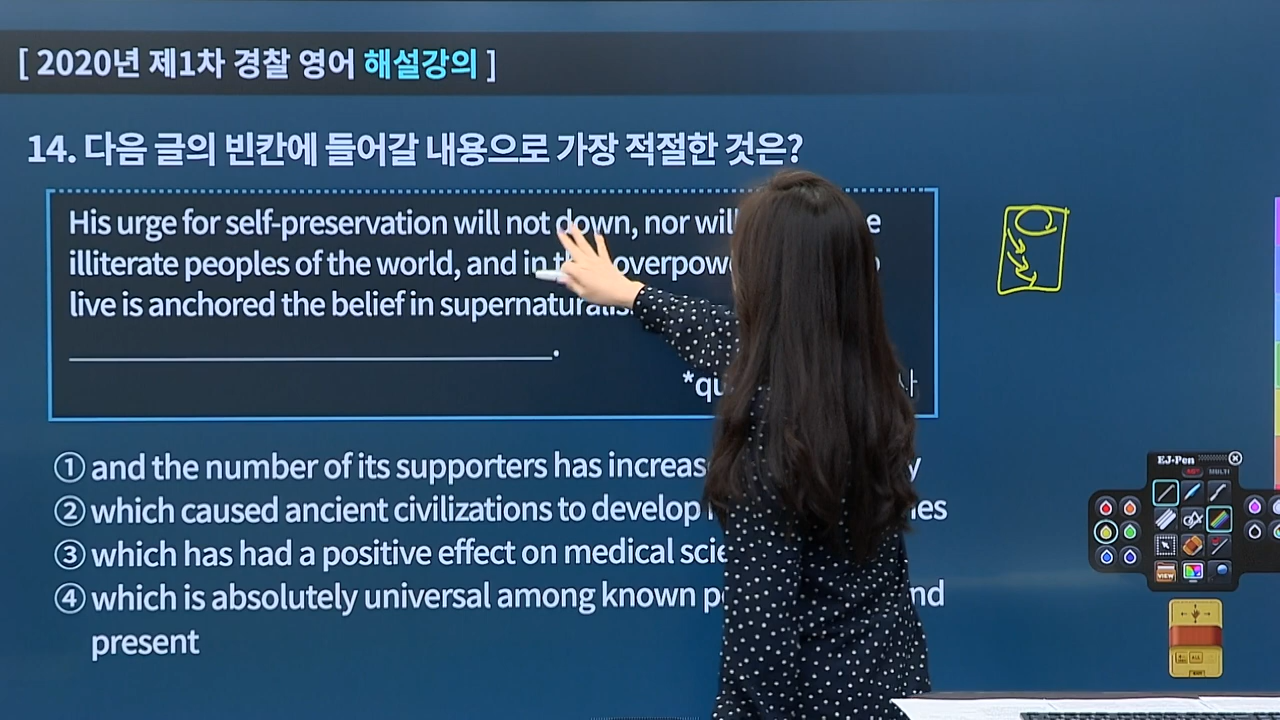 [ 2020년 제1차 경찰 영어 해설강의 ]
14. 다음 글의 빈칸에 들어갈 내용으로 가장 적절한 것은?
His urge for self-preservation will not down, nor will
illiterate peoples of the world, and in
live is anchored the belief in
① and the number of its supporters has
② which caused ancient civilizations to develop
③ which has had a positive effect on medical
④ which is absolutely universal among known
present
EJ-Pen
MULTI
VIEW
ALL